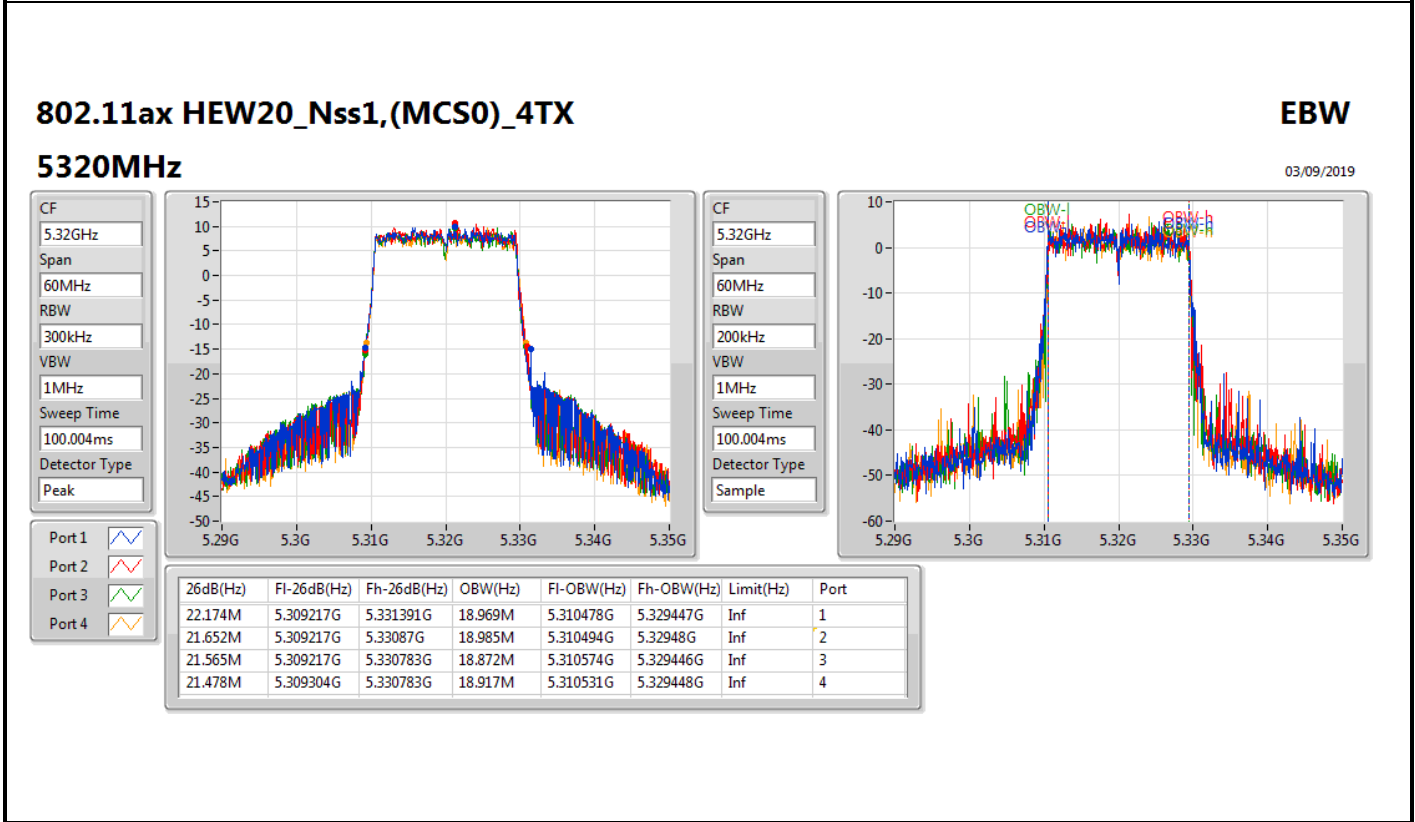 802.11ax HEW20_Nss1,(MCS0)_4TX EBW
5320MHz 03/09/2019
CF
5.32GHz
Span
60MHz
RBW
300kHz
VBW
1MHz
Sweep Time
100.004ms
Detector Type
Peak
15
10
5
0
-5
-10
-15
-20
-25
-30
-35
-40
-45
-50
5.29G 5.3G 5.31G 5.32G 5.33G 5.34G 5.35G
CF
5.32GHz
Span
60MHz
RBW
200kHz
VBW
1MHz
Sweep Time
100.004ms
Detector Type
Sample
10
0
-10
-20
-30
-40
-50
-60
OBW-l
OBW-h
5.29G 5.3G 5.31G 5.32G 5.33G 5.34G 5.35G
Port 1
Port 2
Port 3
Port 4
26dB(Hz) Fl-26dB(Hz) Fh-26dB(Hz) OBW(Hz) Fl-OBW(Hz) Fh-OBW(Hz) Limit(Hz) Port
22.174M 5.309217G 5.331391G 18.969M 5.310478G 5.329447G Inf 1
21.652M 5.309217G 5.33087G 18.985M 5.310494G 5.32948G Inf 2
21.565M 5.309217G 5.330783G 18.872M 5.310574G 5.329446G Inf 3
21.478M 5.309304G 5.330783G 18.917M 5.310531G 5.329448G Inf 4